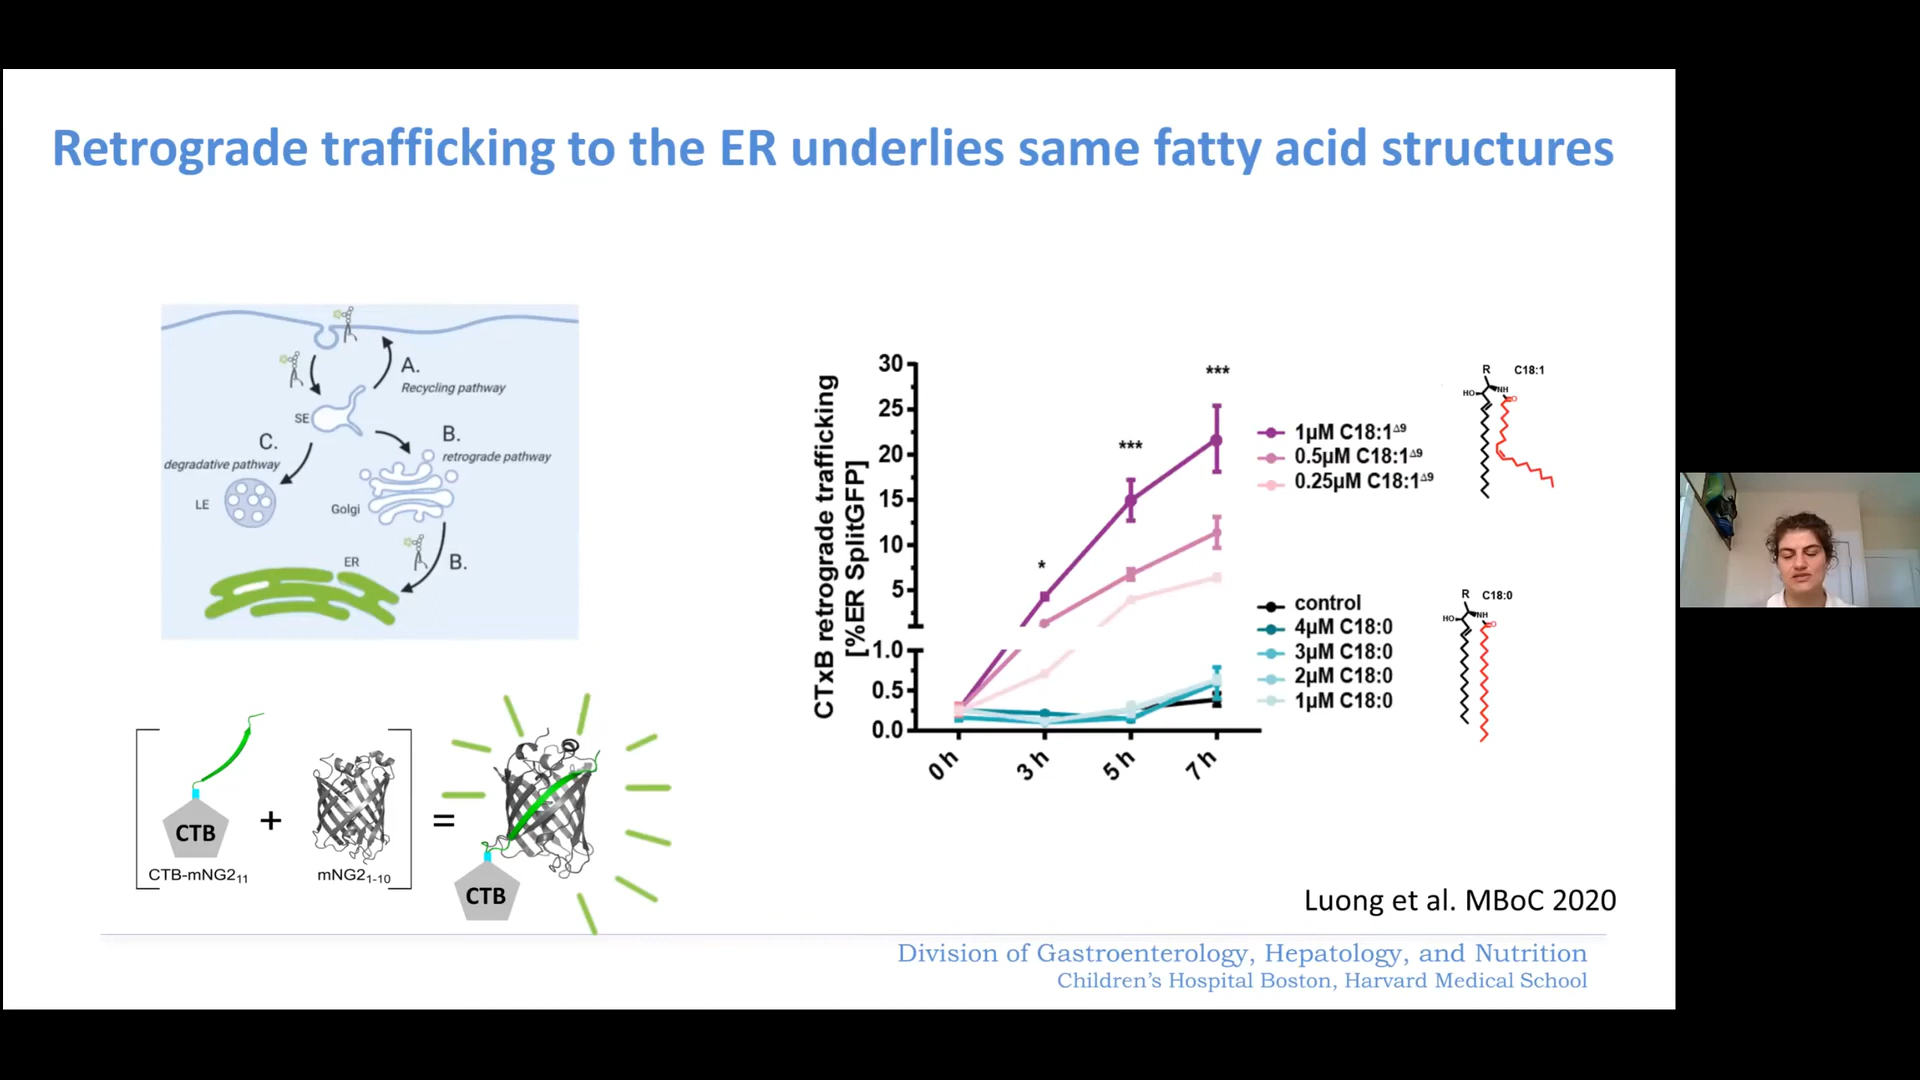 Retrograde trafficking to the ER underlies same fatty acid structures
A.
Recycling pathway
SE
C.
B.
degradative pathway
retrograde pathway
LE
Golgi
ER
B.
CTB
CTB-mNG2₁₁
+
mNG2₁₋₁₀
=
CTB
CTxB retrograde trafficking
[%ER SplitGFP]
30
25
20
15
10
5
1.0
0.5
0.0
0 h
3 h
5 h
7 h
*
***
***
1µM C18:1Δ9
0.5µM C18:1Δ9
0.25µM C18:1Δ9
control
4µM C18:0
3µM C18:0
2µM C18:0
1µM C18:0
R
C18:1
HO
NH
O
R
C18:0
HO
NH
O
Luong et al. MBoC 2020
Division of Gastroenterology, Hepatology, and Nutrition
Children's Hospital Boston, Harvard Medical School